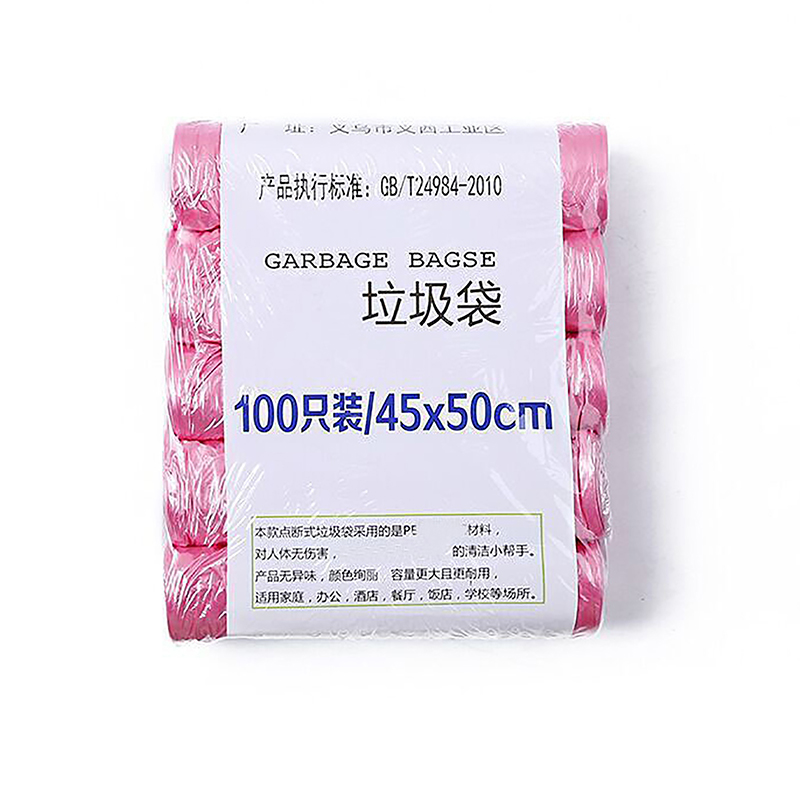 厂 址：义乌市义西工业区
产品执行标准：GB/T24984-2010
GARBAGE BAGSE
垃圾袋
100只装/45x50cm
本款点断式垃圾袋采用的是PE 材料，
对人体无伤害， 的清洁小帮手。
产品无异味，颜色绚丽 容量更大且更耐用，
适用家庭，办公，酒店，餐厅，饭店，学校等场所。